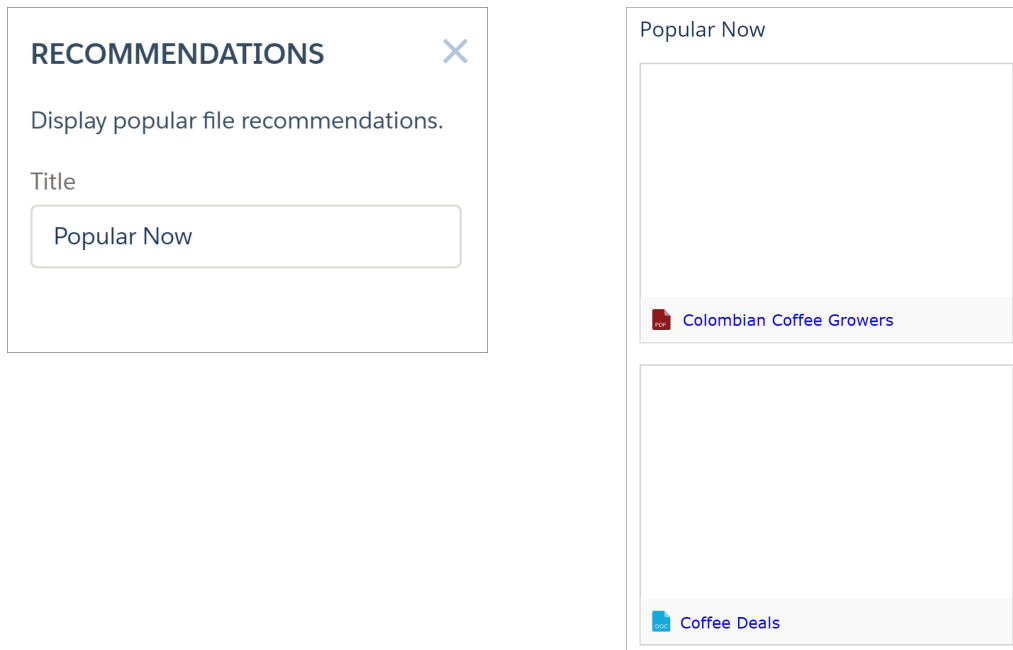 RECOMMENDATIONS
Display popular file recommendations.
Title
Popular Now
Popular Now
PDF
Colombian Coffee Growers
DOC
Coffee Deals